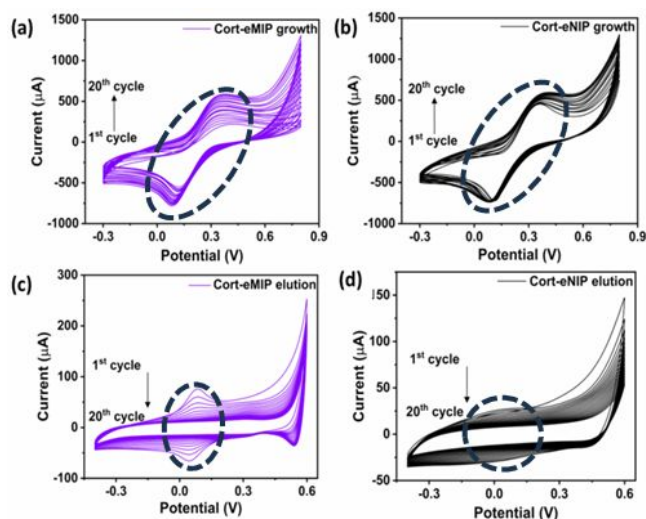 (a)
Cort-eMIP growth
1500
1000
500
0
-500
-1000
Current (µA)
20th cycle
1st cycle
-0.3 0.0 0.3 0.6 0.9
Potential (V)
(b)
Cort-eNIP growth
1500
1000
500
0
-500
-1000
Current (µA)
20th cycle
1st cycle
-0.3 0.0 0.3 0.6 0.9
Potential (V)
(c)
Cort-eMIP elution
300
200
100
0
-100
Currrent (µA)
1st cycle
20th cycle
-0.3 0.0 0.3 0.6
Potential (V)
(d)
Cort-eNIP elution
150
100
50
0
-50
Current (µA)
1st cycle
20th cycle
-0.3 0.0 0.3 0.6
Potential (V)